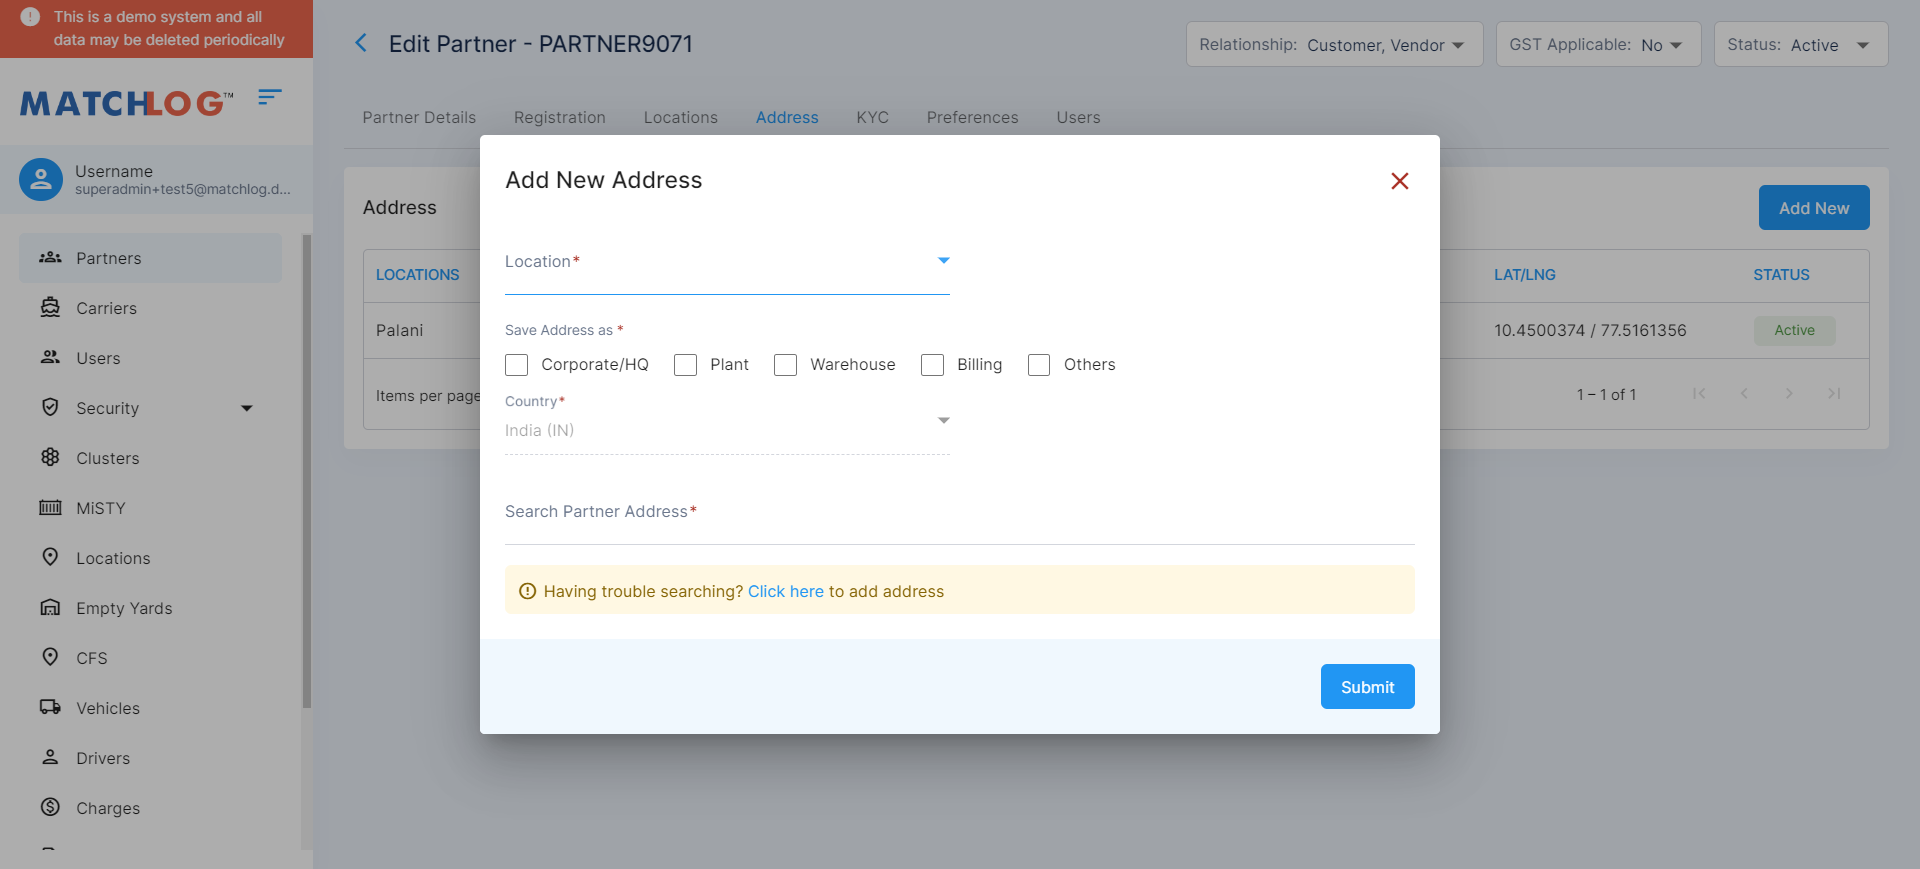 This is a demo system and all
data may be deleted periodically
MATCHLOG™
Username
superadmin+test5@matchlog.d...
Partners
Carriers
Users
Security
Clusters
MiSTY
Locations
Empty Yards
CFS
Vehicles
Drivers
Charges
Edit Partner - PARTNER9071
Relationship: Customer, Vendor
GST Applicable: No
Status: Active
Partner Details
Registration
Locations
Address
KYC
Preferences
Users
Address
Add New
LOCATIONS
LAT/LNG
STATUS
Palani
10.4500374 / 77.5161356
Active
Items per page
1 – 1 of 1
Add New Address
Location*
Save Address as *
Corporate/HQ
Plant
Warehouse
Billing
Others
Country*
India (IN)
Search Partner Address*
Having trouble searching? Click here to add address
Submit